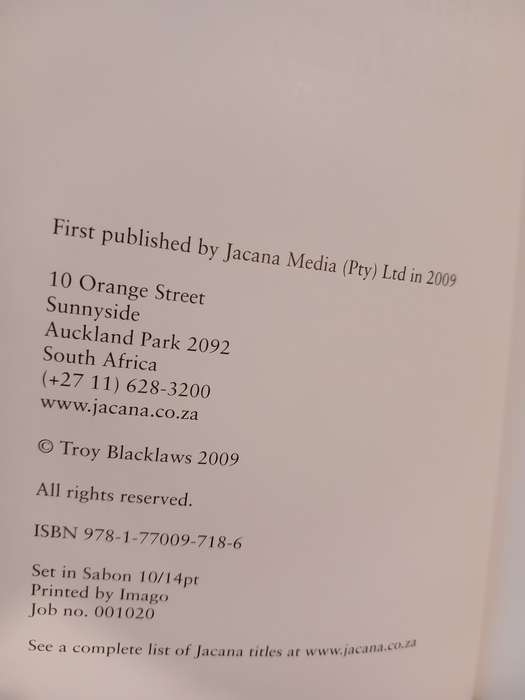 First published by Jacana Media (Pty) Ltd in 2009
10 Orange Street
Sunnyside
Auckland Park 2092
South Africa
(+27 11) 628-3200
www.jacana.co.za
© Troy Blacklaws 2009
All rights reserved.
ISBN 978-1-77009-718-6
Set in Sabon 10/14pt
Printed by Imago
Job no. 001020
See a complete list of Jacana titles at www.jacana.co.za